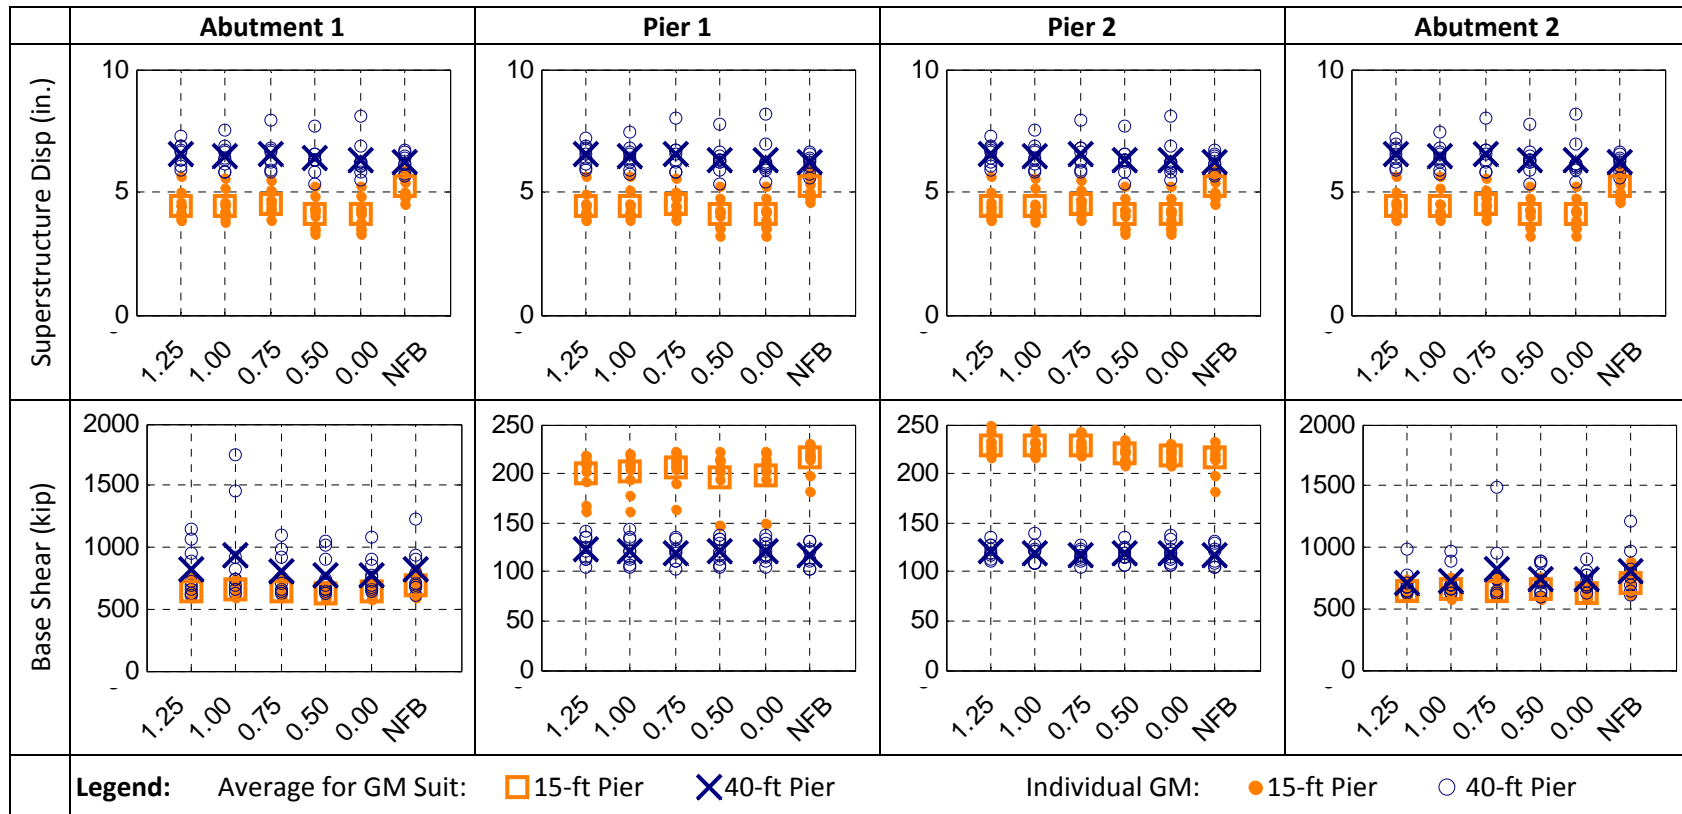 Abutment 1 Pier 1 Pier 2 Abutment 2
Superstructure Disp (in.)
10 10 10 10
5 5 5 5
0 0 0 0
1.25 1.00 0.75 0.50 0.00 NFB 1.25 1.00 0.75 0.50 0.00 NFB 1.25 1.00 0.75 0.50 0.00 NFB 1.25 1.00 0.75 0.50 0.00 NFB
Base Shear (kip)
2000
1500
1000
500
0
1.25 1.00 0.75 0.50 0.00 NFB
250
200
150
100
50
0
1.25 1.00 0.75 0.50 0.00 NFB
250
200
150
100
50
0
1.25 1.00 0.75 0.50 0.00 NFB
2000
1500
1000
500
0
1.25 1.00 0.75 0.50 0.00 NFB
Legend: Average for GM Suit: 15-ft Pier 40-ft Pier Individual GM: 15-ft Pier 40-ft Pier